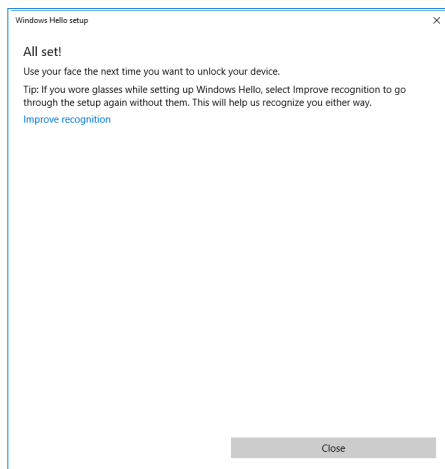 Windows Hello setup
All set!
Use your face the next time you want to unlock your device.
Tip: If you wore glasses while setting up Windows Hello, select Improve recognition to go
through the setup again without them. This will help us recognize you either way.
Improve recognition
Close